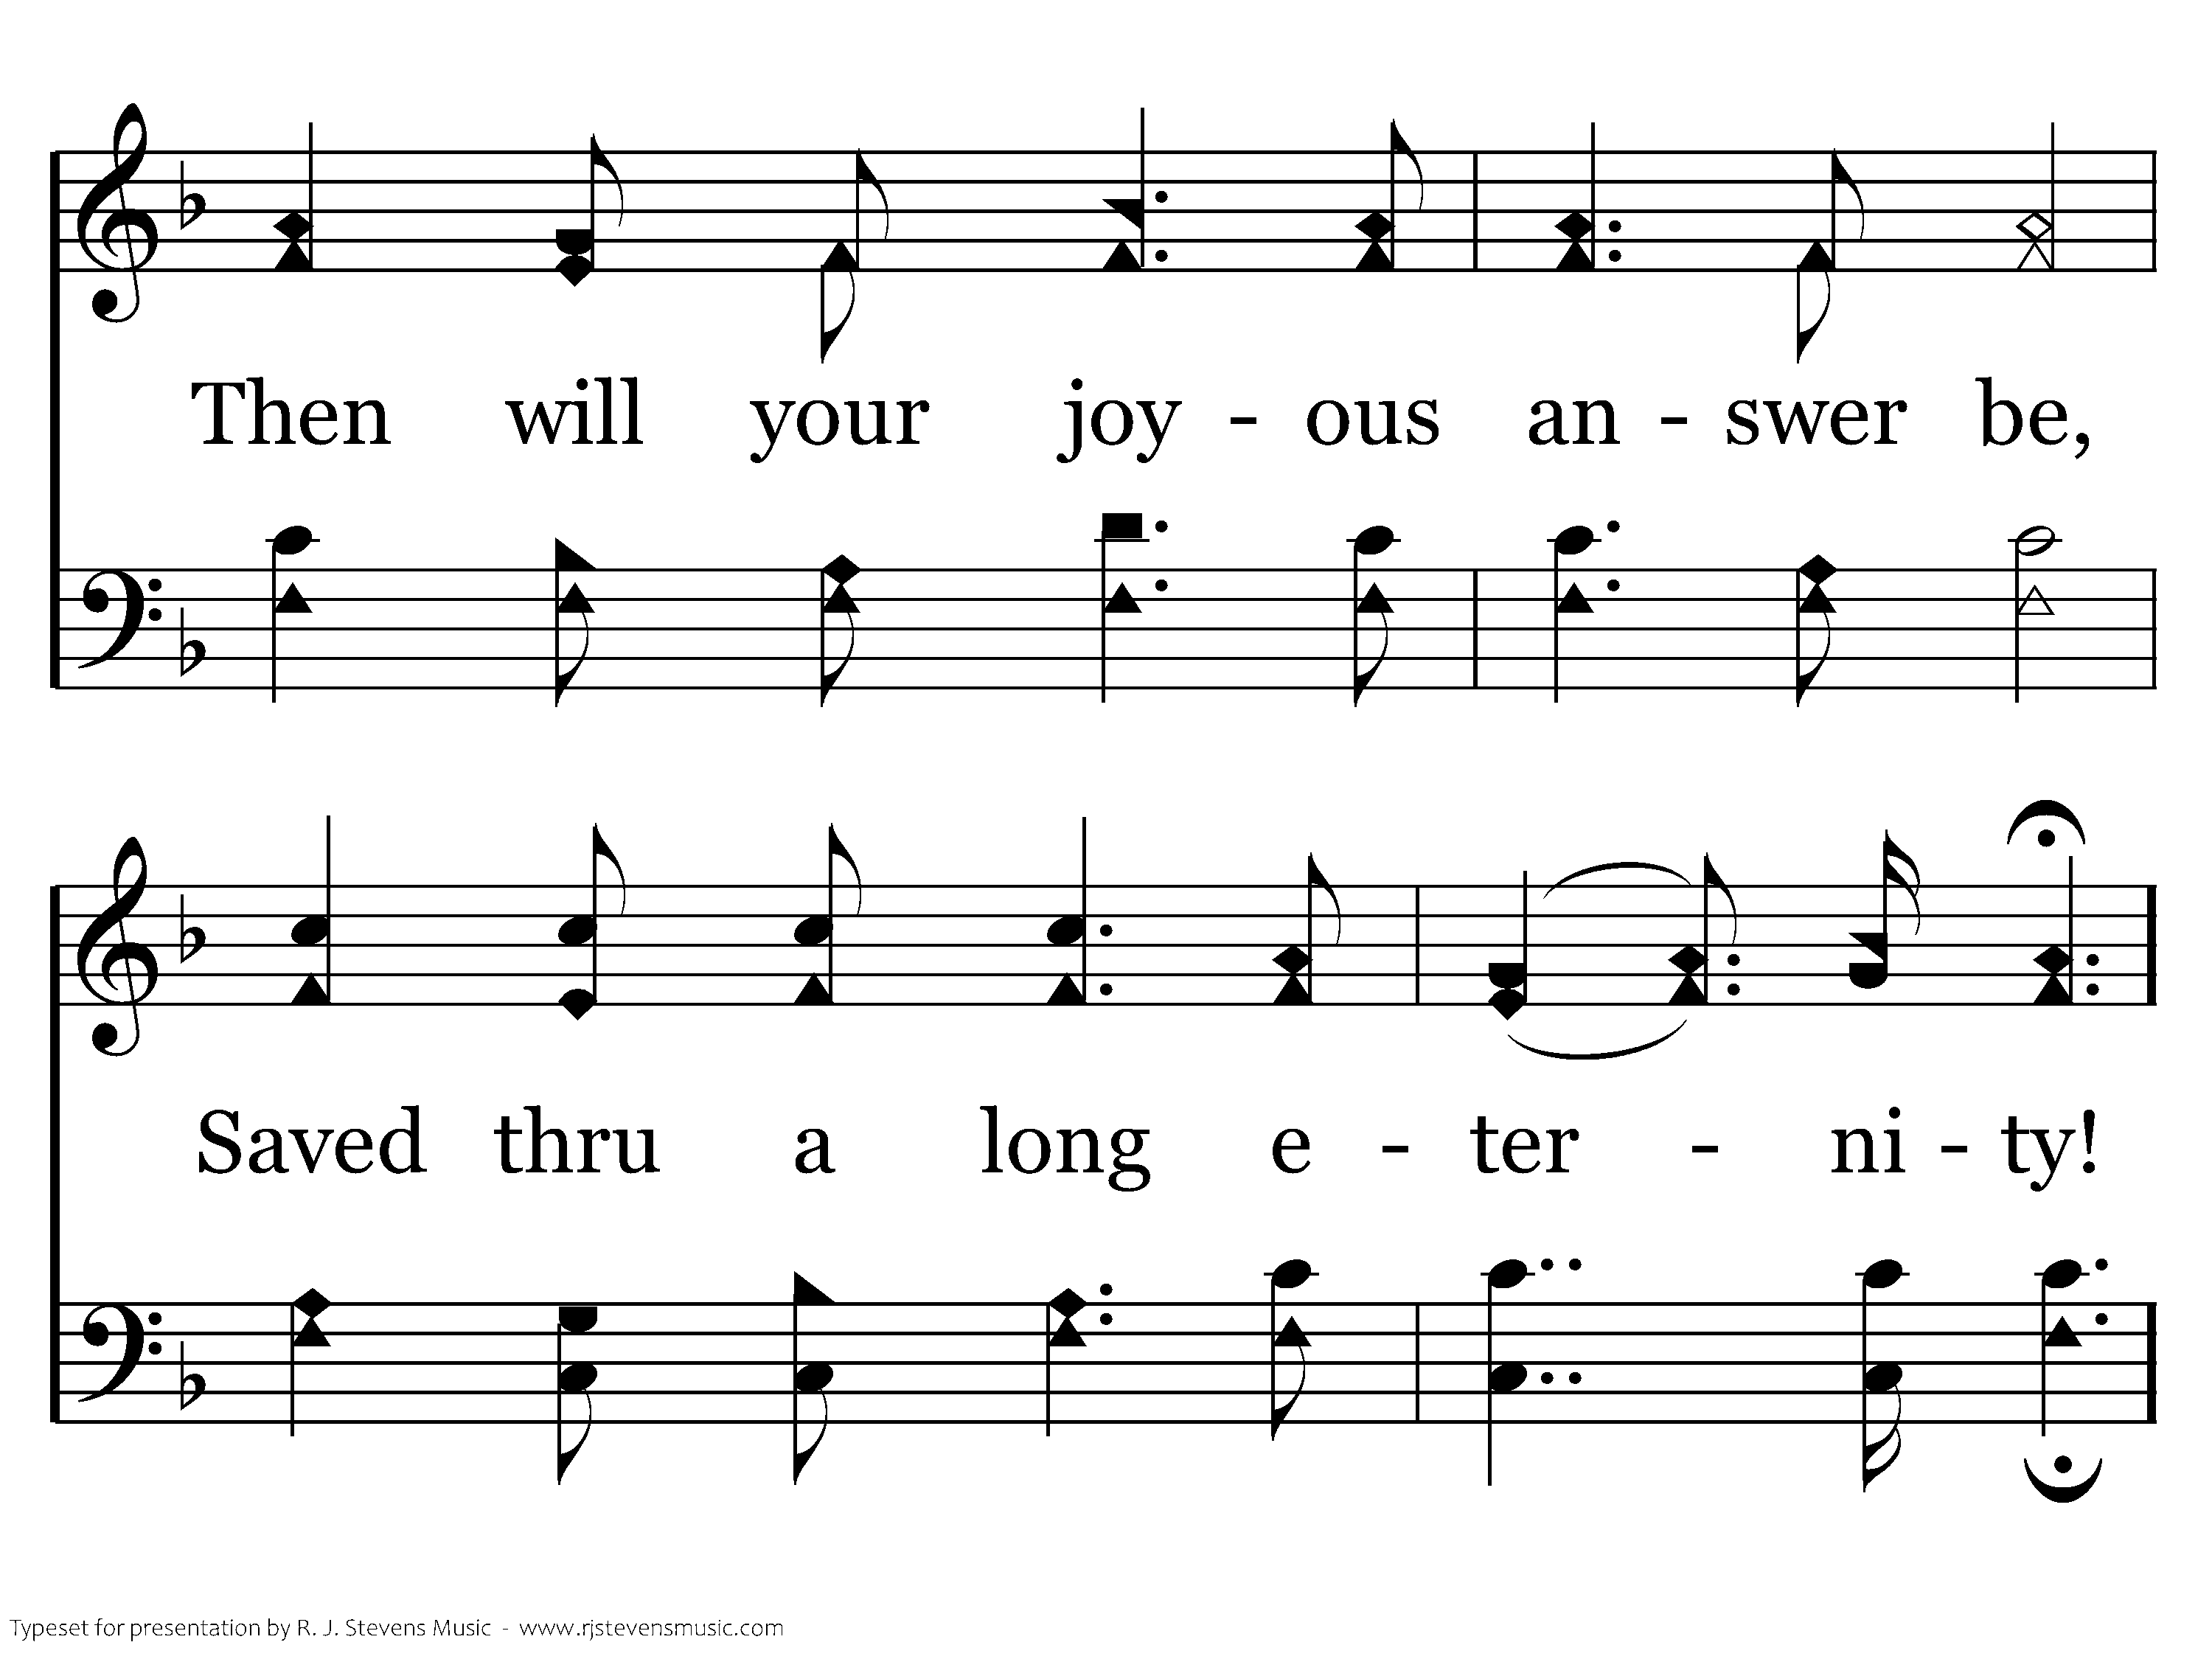 Then will your joy - ous an - swer be,
Saved thru a long e - ter - ni - ty!
Typeset for presentation by R. J. Stevens Music - www.rjstevensmusic.com